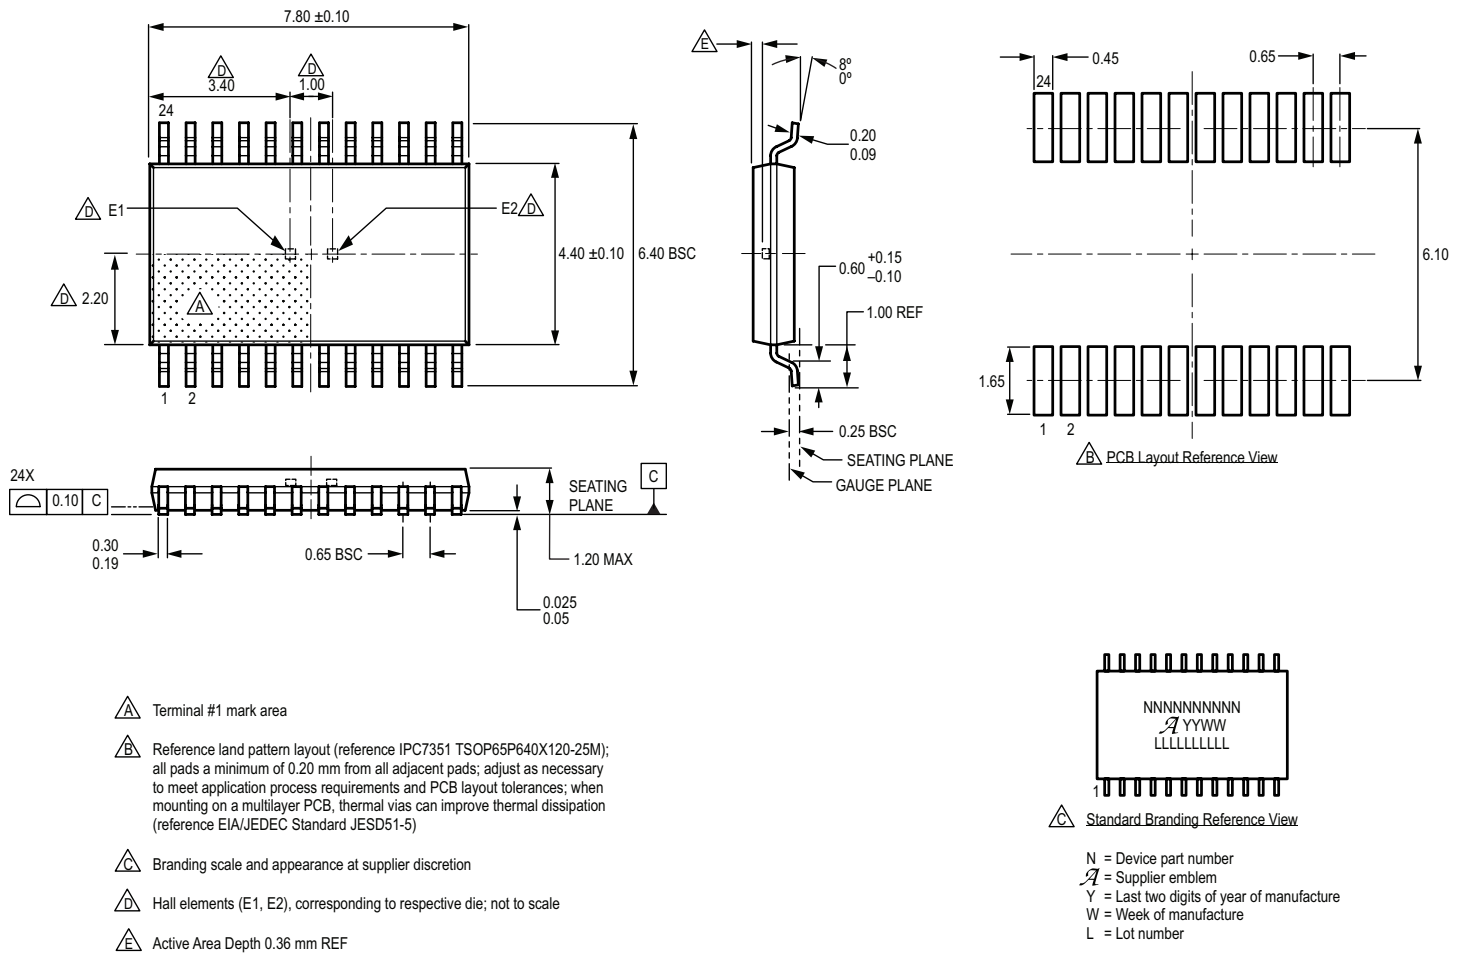 7.80 ±0.10
D
3.40
D
1.00
24
D E1
E2 D
4.40 ±0.10
6.40 BSC
D 2.20
A
1 2
E
8º
0º
0.20
0.09
0.60 +0.15
–0.10
1.00 REF
0.25 BSC
SEATING PLANE
GAUGE PLANE
24
0.45
0.65
6.10
1.65
1 2
B PCB Layout Reference View
24X
0.10 C
SEATING
PLANE
C
0.30
0.19
0.65 BSC
1.20 MAX
0.025
0.05
A Terminal #1 mark area
B Reference land pattern layout (reference IPC7351 TSOP65P640X120-25M);
all pads a minimum of 0.20 mm from all adjacent pads; adjust as necessary
to meet application process requirements and PCB layout tolerances; when
mounting on a multilayer PCB, thermal vias can improve thermal dissipation
(reference EIA/JEDEC Standard JESD51-5)
C Branding scale and appearance at supplier discretion
D Hall elements (E1, E2), corresponding to respective die; not to scale
E Active Area Depth 0.36 mm REF
NNNNNNNNNN
A YYWW
LLLLLLLLLL
1
C Standard Branding Reference View
N = Device part number
A = Supplier emblem
Y = Last two digits of year of manufacture
W = Week of manufacture
L = Lot number